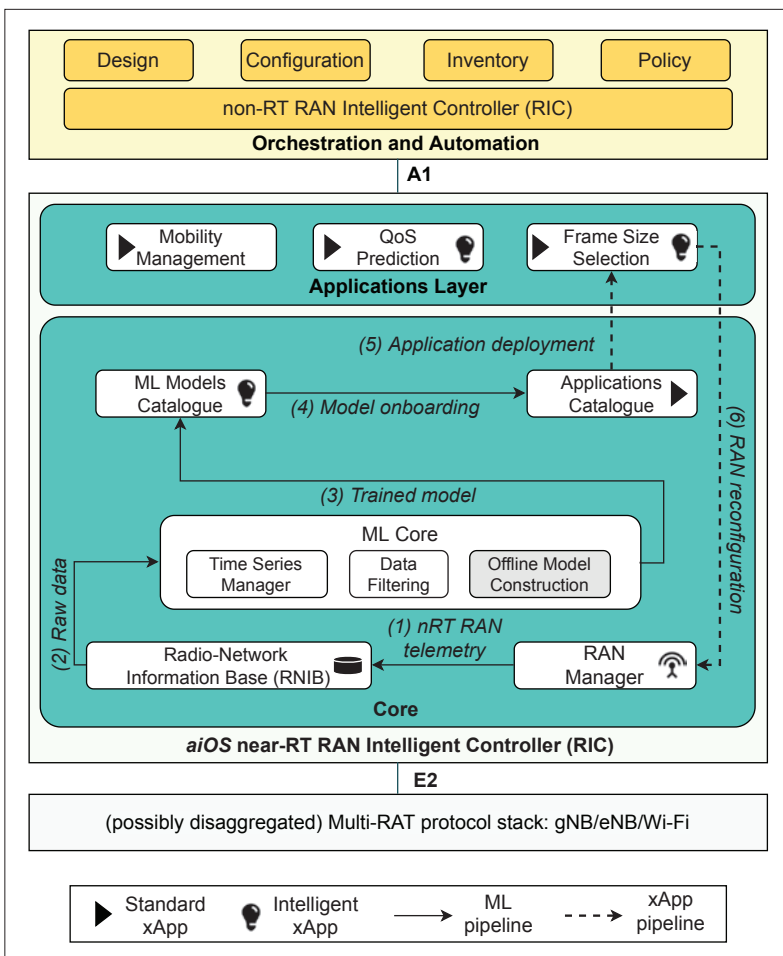 Design
Configuration
Inventory
Policy
non-RT RAN Intelligent Controller (RIC)
Orchestration and Automation
A1
Mobility
Management
QoS
Prediction
Frame Size
Selection
Applications Layer
(5) Application deployment
ML Models
Catalogue
(4) Model onboarding
Applications
Catalogue
(6) RAN reconfiguration
(3) Trained model
ML Core
Time Series
Manager
Data
Filtering
Offline Model
Construction
(2) Raw data
(1) nRT RAN
telemetry
Radio-Network
Information Base (RNIB)
RAN
Manager
Core
aiOS near-RT RAN Intelligent Controller (RIC)
E2
(possibly disaggregated) Multi-RAT protocol stack: gNB/eNB/Wi-Fi
Standard
xApp
Intelligent
xApp
ML
pipeline
xApp
pipeline